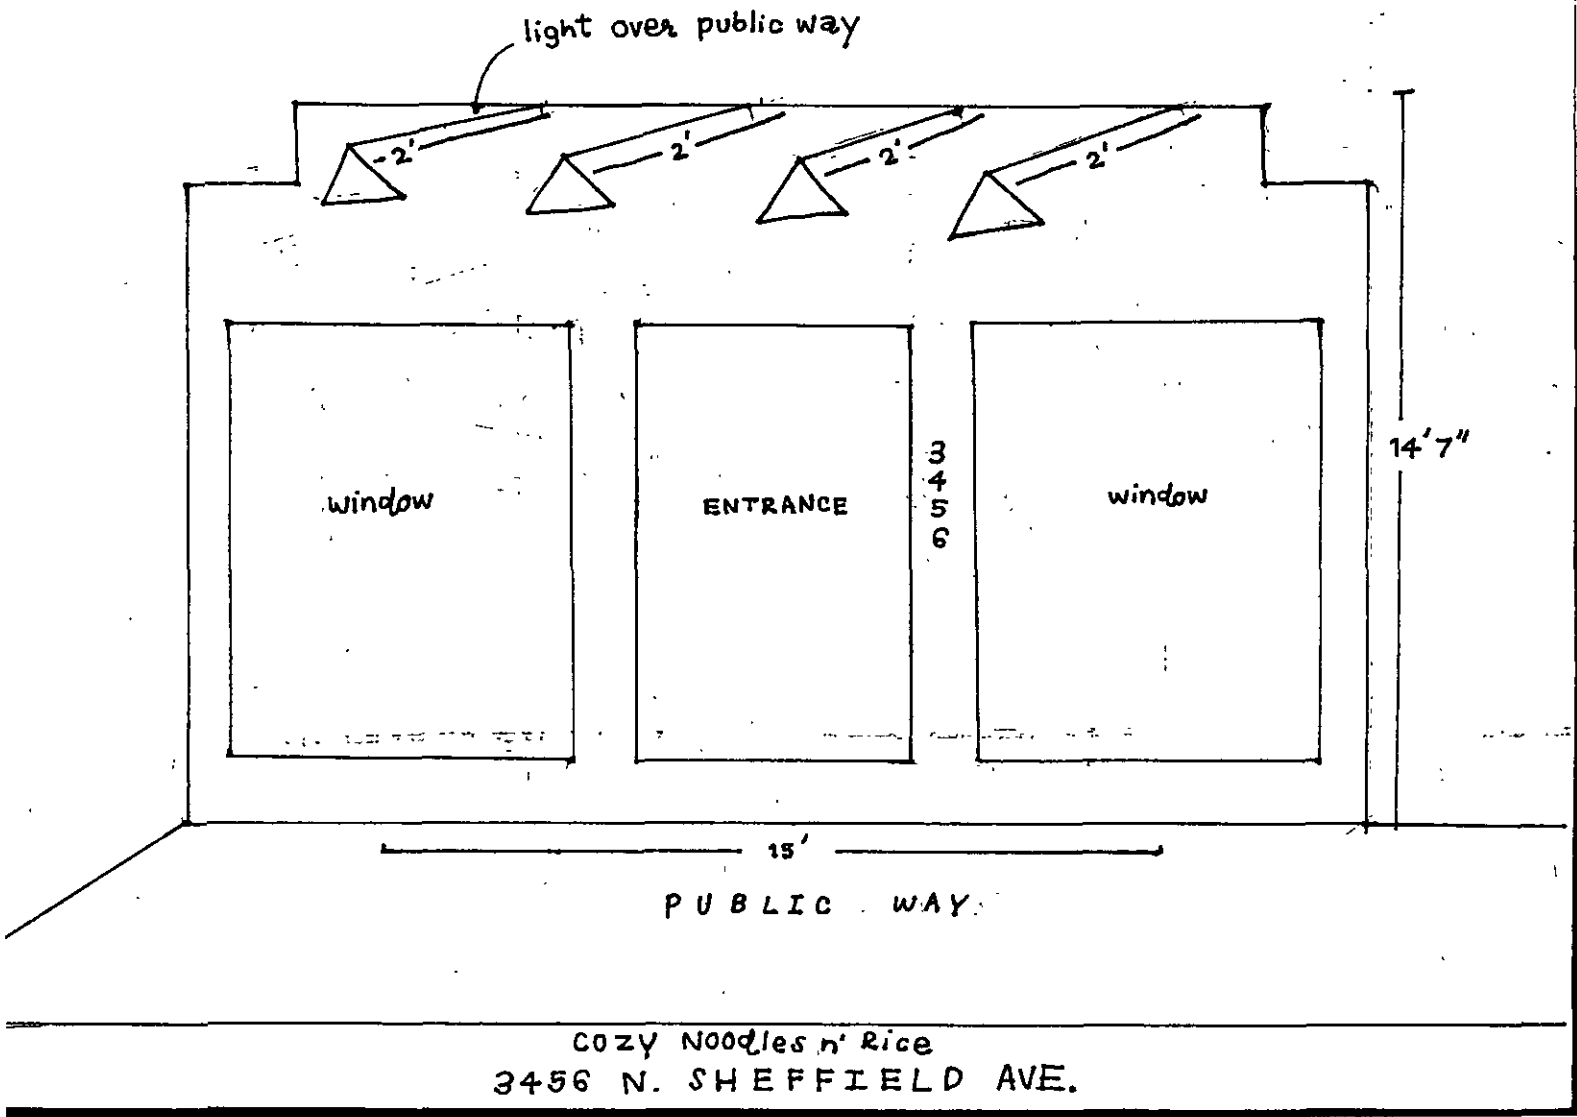 light over public way
2'
2'
2'
2'
14'7"
window
ENTRANCE
3
4
5
6
window
15'
PUBLIC WAY
COZY NOOdles n' Rice
3456 N. SHEFFIELD AVE.